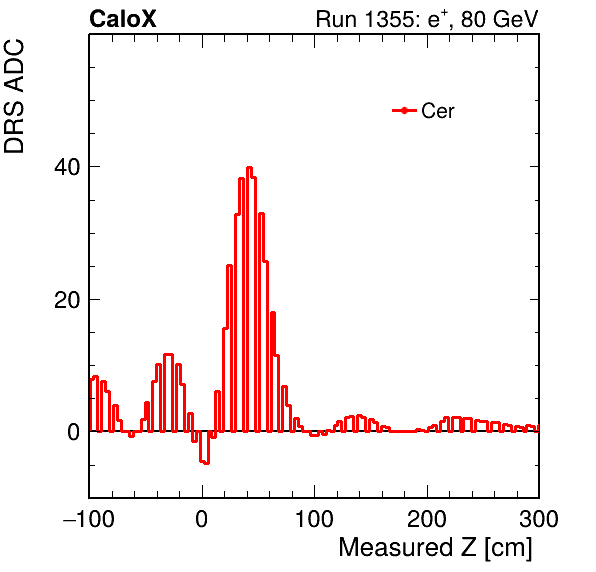 CaloX Run 1355: e⁺, 80 GeV
DRS ADC
Cer
40
20
0
−100 0 100 200 300
Measured Z [cm]